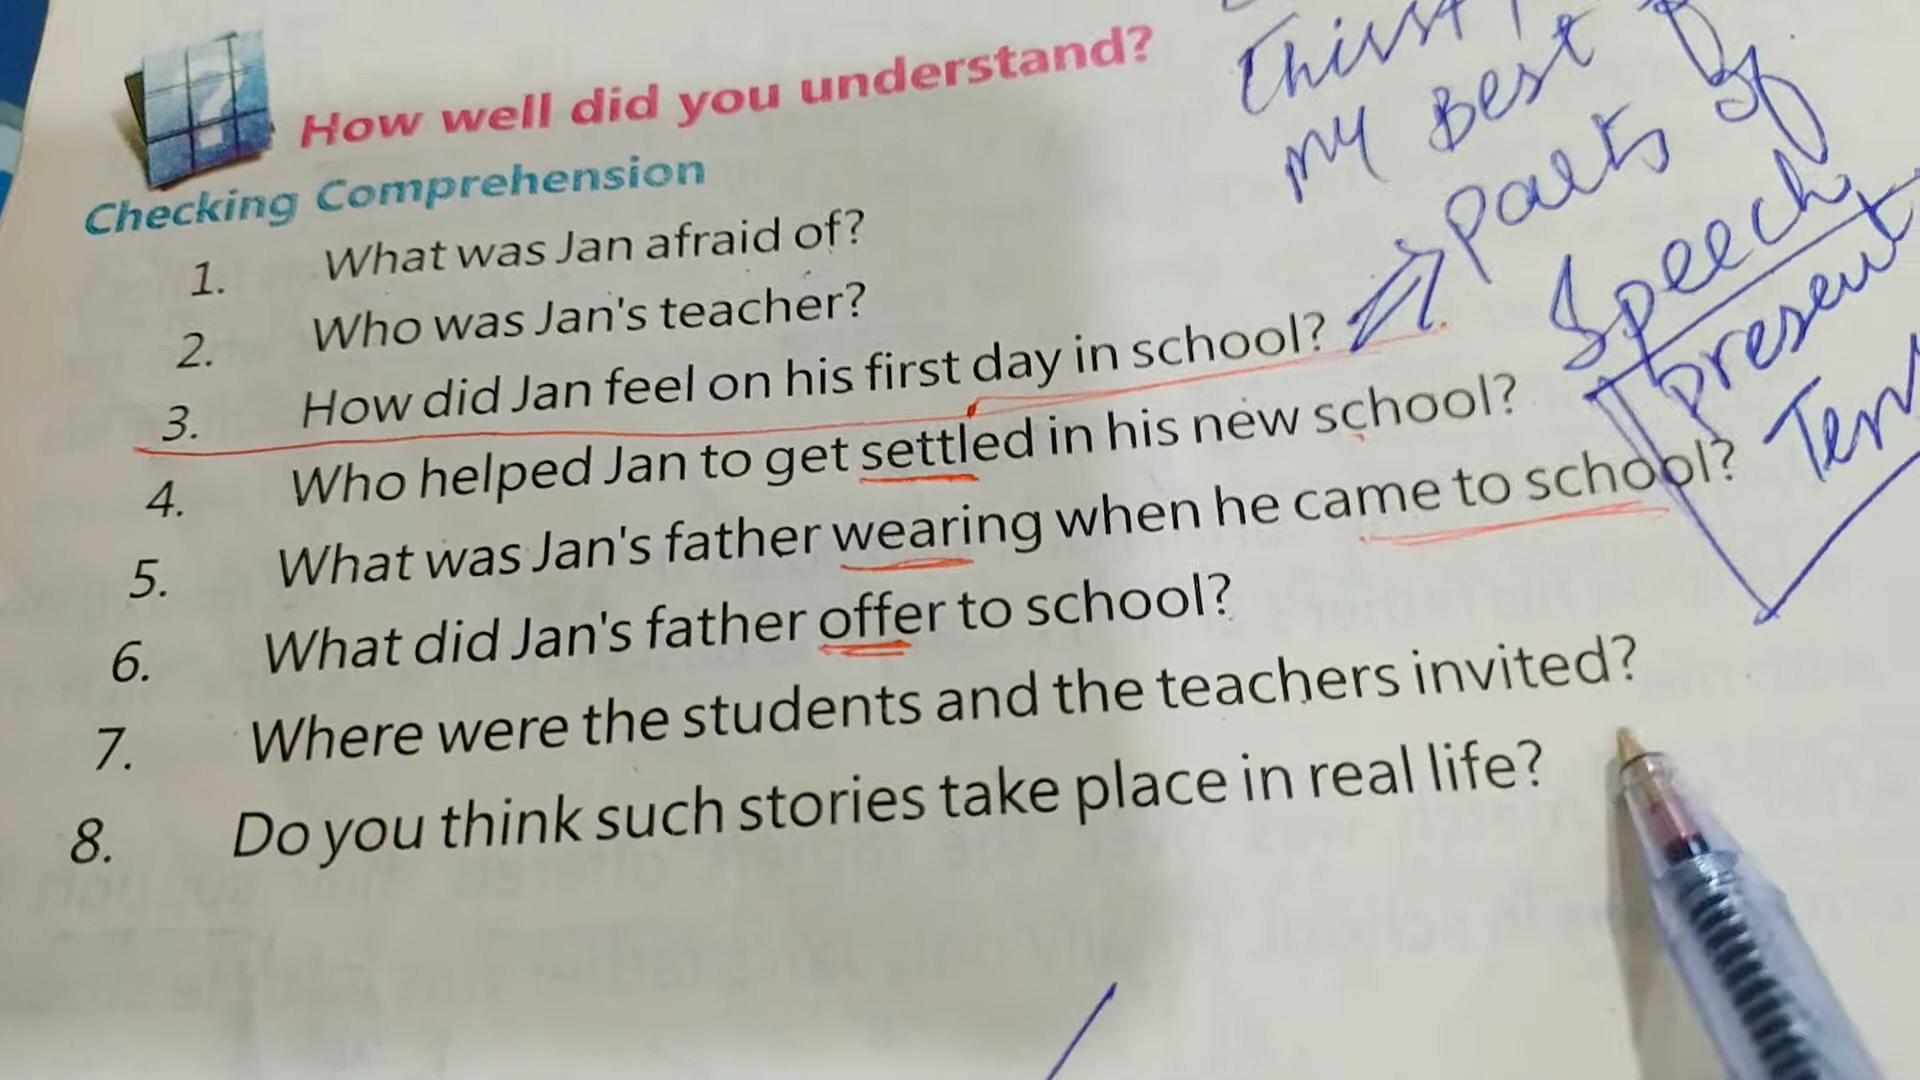 How well did you understand?
Checking Comprehension
1. What was Jan afraid of?
2. Who was Jan's teacher?
3. How did Jan feel on his first day in school?
4. Who helped Jan to get settled in his new school?
5. What was Jan's father wearing when he came to school?
6. What did Jan's father offer to school?
7. Where were the students and the teachers invited?
8. Do you think such stories take place in real life?
my Best
Parts of
Speech
present